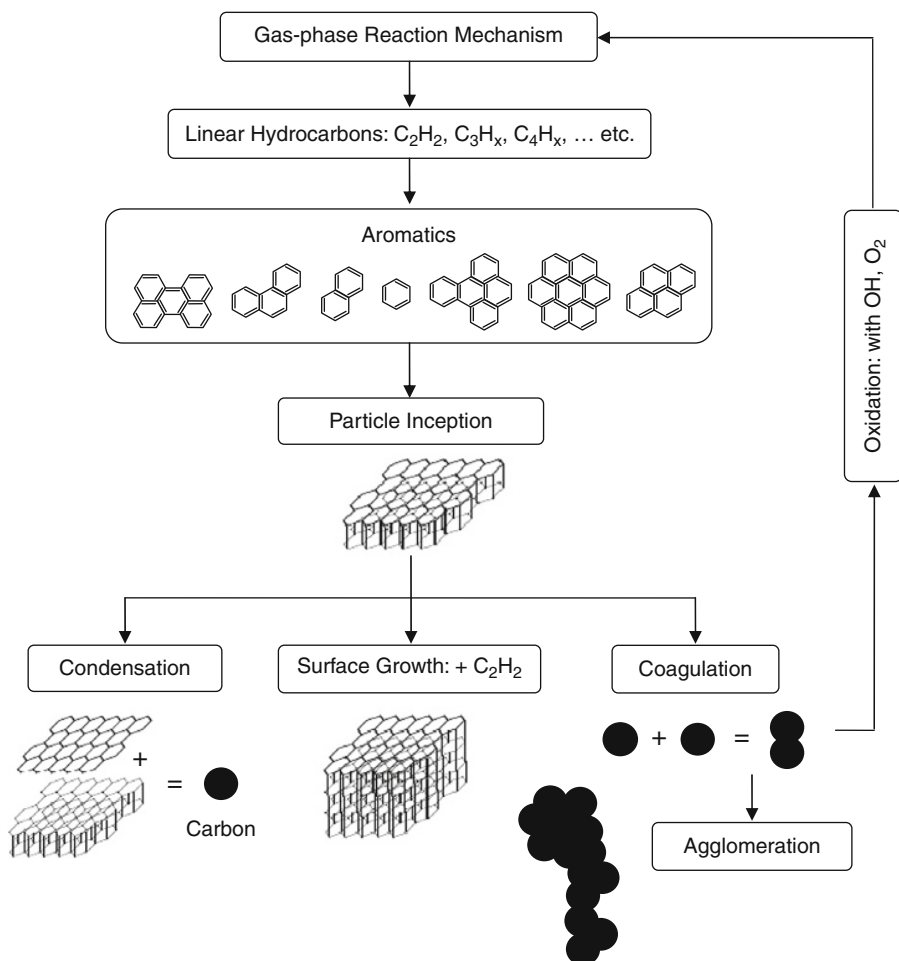 Gas-phase Reaction Mechanism
Linear Hydrocarbons: C₂H₂, C₃Hₓ, C₄Hₓ, … etc.
Aromatics
Oxidation: with OH, O₂
Particle Inception
Condensation
Surface Growth: + C₂H₂
Coagulation
+ =
+
=
Carbon
Agglomeration